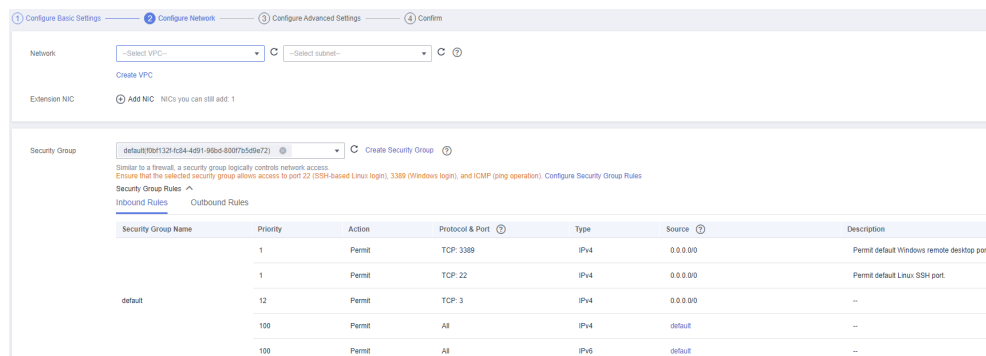 1 Configure Basic Settings 2 Configure Network 3 Configure Advanced Settings 4 Confirm
Network --Select VPC-- C --Select subnet-- C ?
Create VPC
Extension NIC Add NIC NICs you can still add: 1
Security Group default(f0bf132f-fc84-4d91-96bd-800f7b5d9e72) C Create Security Group ?
Similar to a firewall, a security group logically controls network access.
Ensure that the selected security group allows access to port 22 (SSH-based Linux login), 3389 (Windows login), and ICMP (ping operation). Configure Security Group Rules
Security Group Rules
Inbound Rules Outbound Rules
Security Group Name Priority Action Protocol & Port ? Type Source ? Description
1 Permit TCP: 3389 IPv4 0.0.0.0/0 Permit default Windows remote desktop por
1 Permit TCP: 22 IPv4 0.0.0.0/0 Permit default Linux SSH port.
default 12 Permit TCP: 3 IPv4 0.0.0.0/0 --
100 Permit All IPv4 default --
100 Permit All IPv6 default --